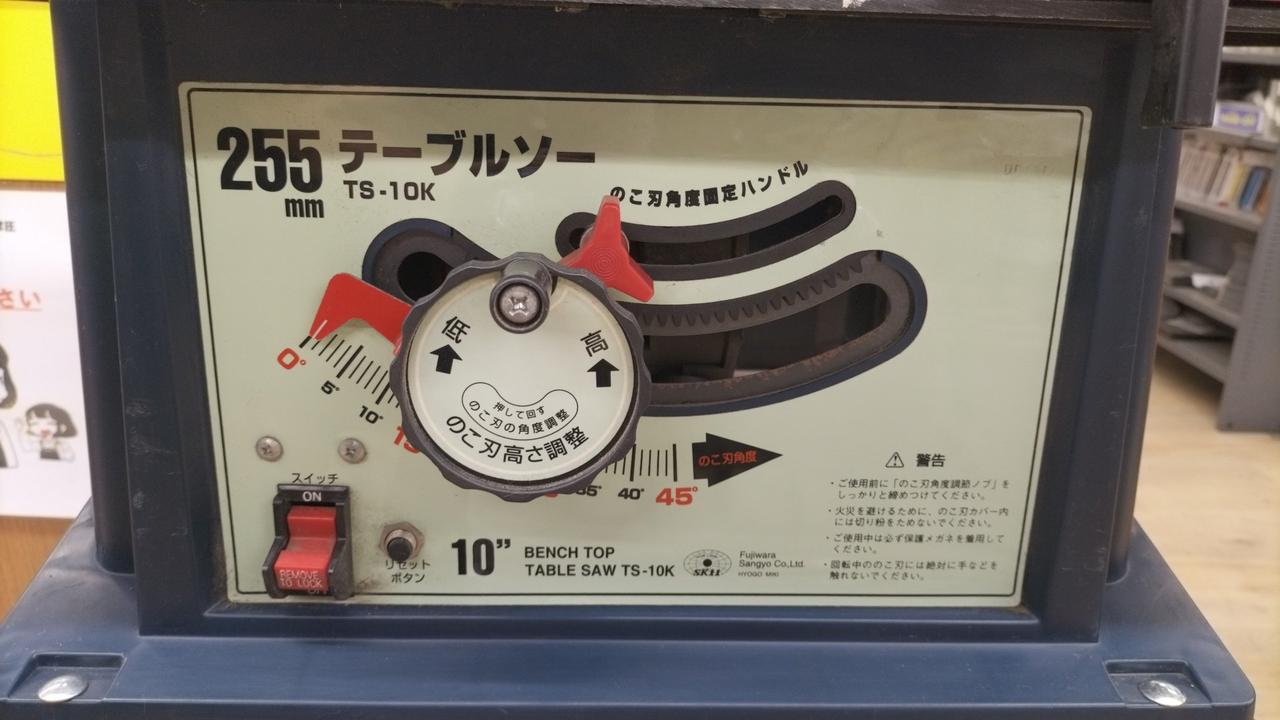 255
mm
テーブルソー
TS-10K
のこ刃角度固定ハンドル
低
高
押して回す
のこ刃の角度調整
のこ刃高さ調整
0°
5°
10°
40°
45°
のこ刃角度
スイッチ
ON
REMOVE
TO LOCK
リセット
ボタン
10”
BENCH TOP
TABLE SAW TS-10K
SK11
Fujiwara
Sangyo Co,Ltd.
HYOGO MIKI
⚠ 警告
・ご使用前に「のこ刃角度調節ノブ」を
しっかりと締めつけてください。
・火災を避けるために、のこ刃カバー内
には切り粉をためないでください。
・ご使用中は必ず保護メガネを着用して
ください。
・回転中ののこ刃には絶対に手などを
触れないでください。
さい